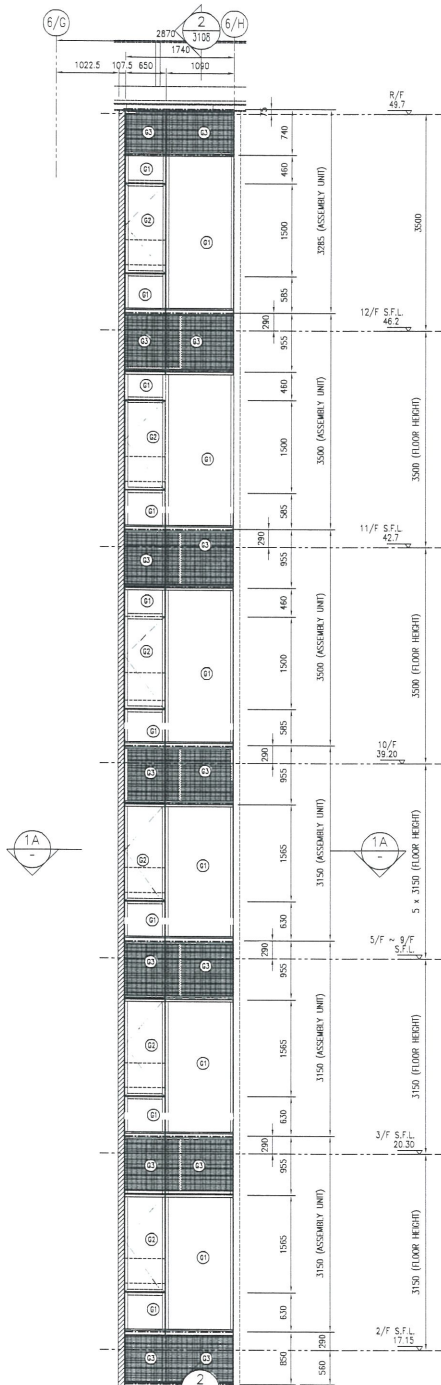 6/G
2
3108
6/H
2870
1740
1022.5
107.5
650
1090
R/F
49.7
75
740
G3
G3
460
G1
3285 (ASSEMBLY UNIT)
3500
G2
1500
G1
G1
585
12/F S.F.L.
46.2
290
G3
G3
955
G1
460
G2
1500
G1
3500 (ASSEMBLY UNIT)
3500 (FLOOR HEIGHT)
G1
585
11/F S.F.L.
42.7
290
G3
G3
955
G1
460
G2
1500
G1
3500 (ASSEMBLY UNIT)
3500 (FLOOR HEIGHT)
G1
585
10/F
39.20
290
G3
G3
955
1A
-
G2
G1
1565
3150 (ASSEMBLY UNIT)
1A
-
5 x 3150 (FLOOR HEIGHT)
G1
630
5/F ~ 9/F
S.F.L.
290
G3
G3
955
G2
G1
1565
3150 (ASSEMBLY UNIT)
3150 (FLOOR HEIGHT)
G1
630
3/F S.F.L.
20.30
290
G3
G3
955
G2
G1
1565
3150 (ASSEMBLY UNIT)
3150 (FLOOR HEIGHT)
G1
630
2/F S.F.L.
17.15
290
G3
G3
850
560
2